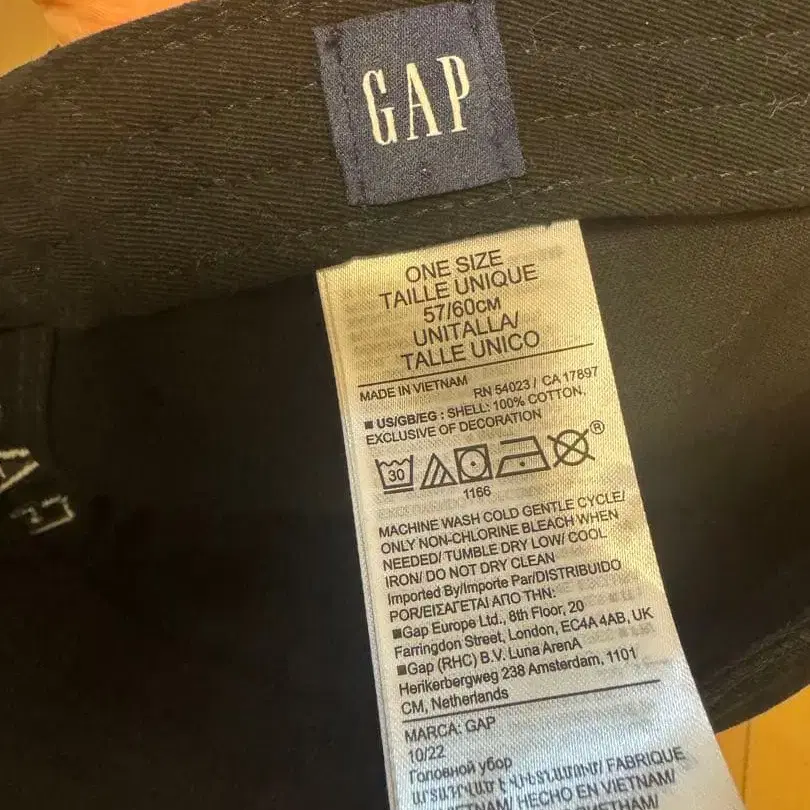 GAP
ONE SIZE
TAILLE UNIQUE
57/60CM
UNITALLA/
TALLE UNICO
MADE IN VIETNAM
RN 54023 / CA 17897
■ US/GB/EG : SHELL: 100% COTTON,
EXCLUSIVE OF DECORATION
30
®
1166
MACHINE WASH COLD GENTLE CYCLE/
ONLY NON-CHLORINE BLEACH WHEN
NEEDED/ TUMBLE DRY LOW/ COOL
IRON/ DO NOT DRY CLEAN
Imported By/Importe Par/DISTRIBUIDO
POR/ΕΙΣΑΓΕΤΑΙ ΑΠΟ ΤΗΝ:
■Gap Europe Ltd., 8th Floor, 20
Farringdon Street, London, EC4A 4AB, UK
■Gap (RHC) B.V. Luna ArenA
Herikerbergweg 238 Amsterdam, 1101
CM, Netherlands
MARCA: GAP
10/22
Головной убор
FABRIQUE
HECHO EN VIETNAM/